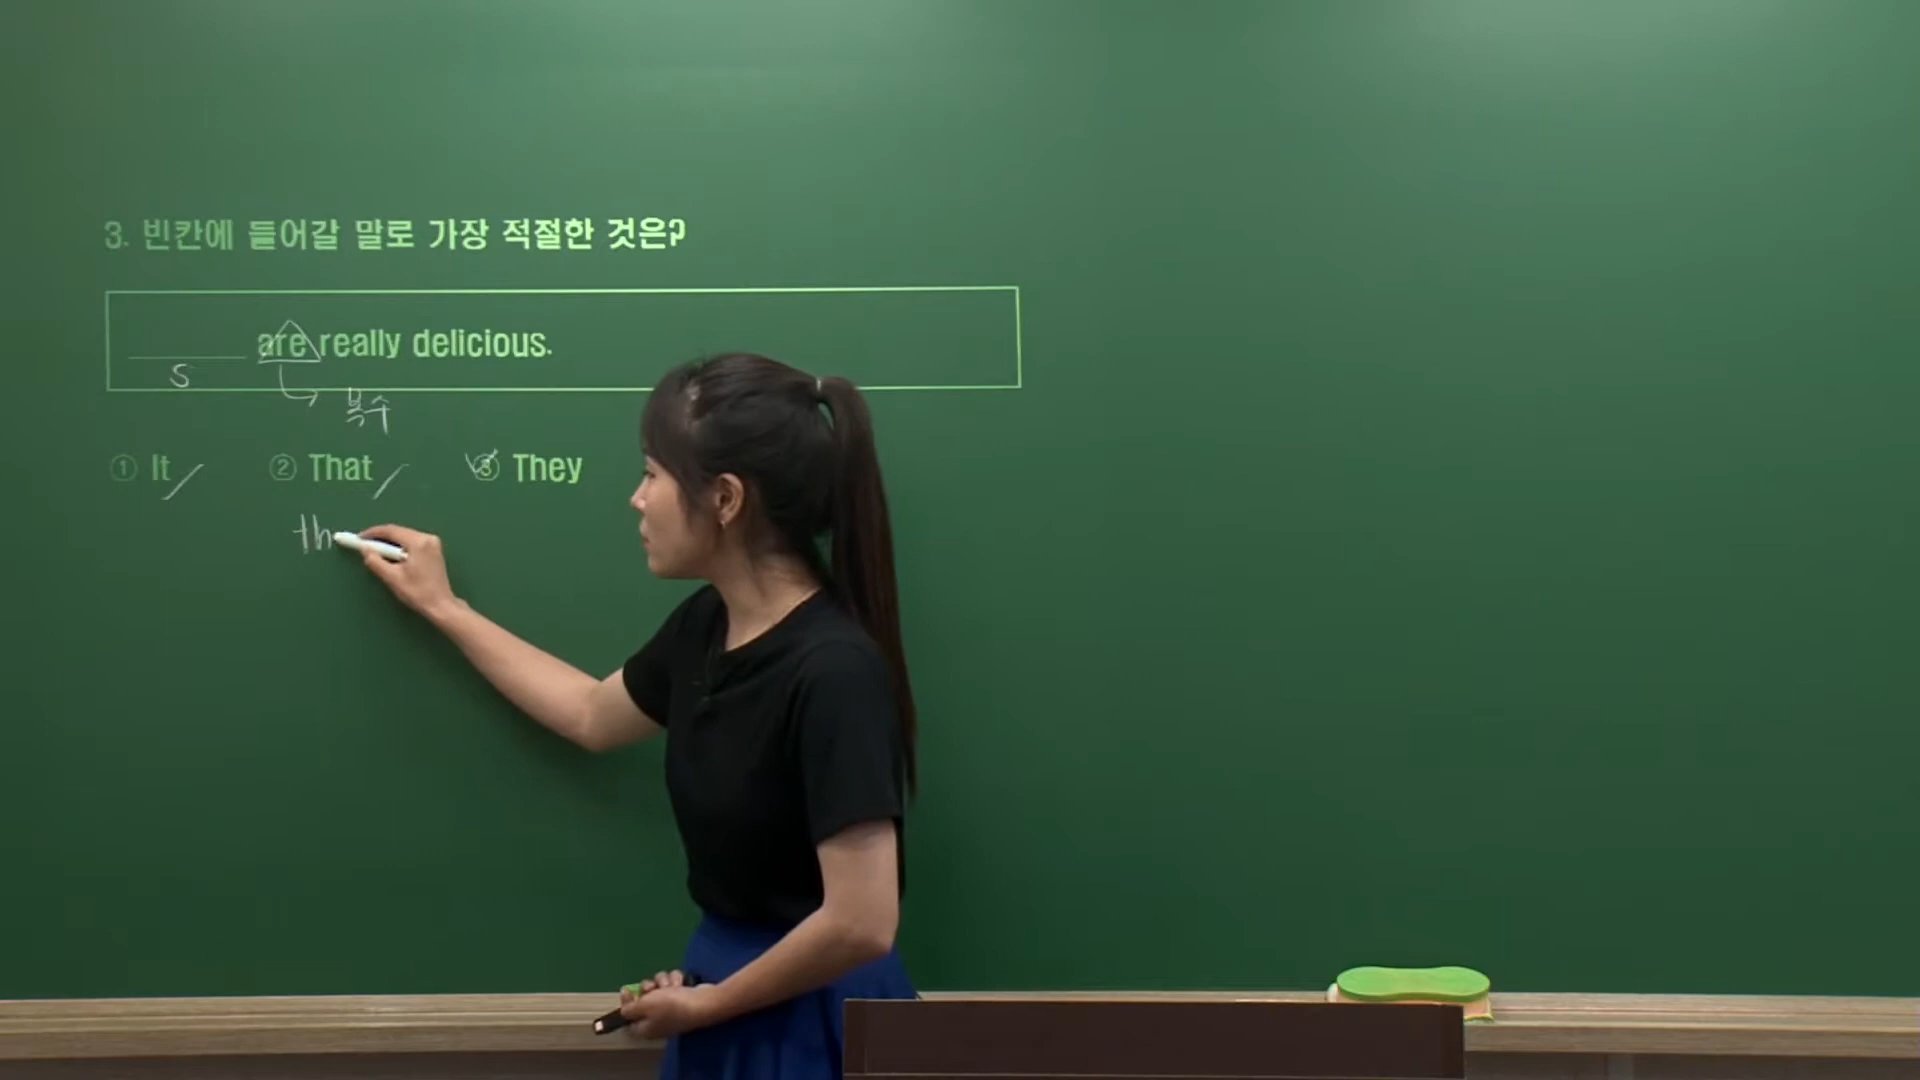 3. 빈칸에 들어갈 말로 가장 적절한 것은?
______ are really delicious.
S
복수
① It ② That ③ They
th